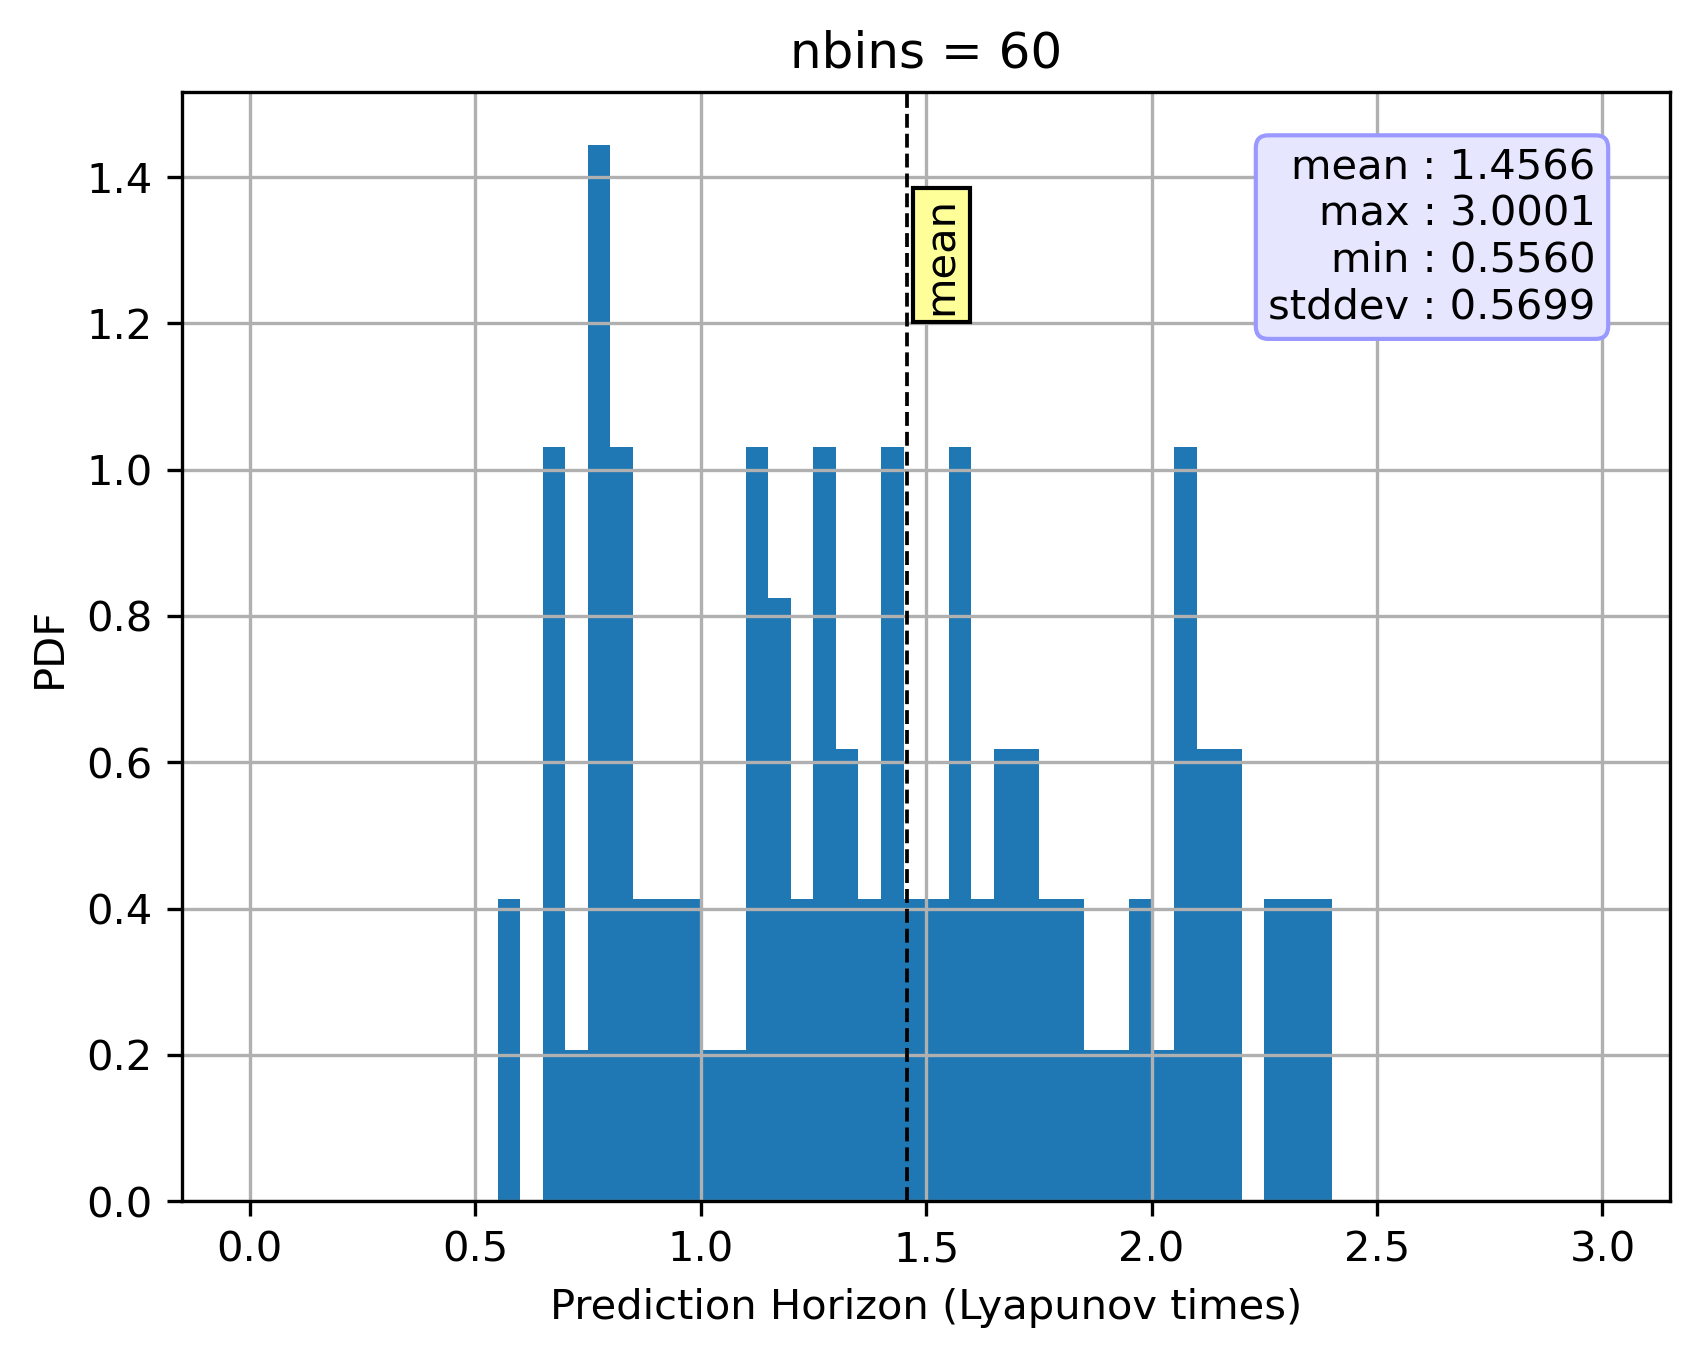 nbins = 60
mean : 1.4566
max : 3.0001
min : 0.5560
stddev : 0.5699
mean
1.4
1.2
1.0
0.8
0.6
0.4
0.2
0.0
PDF
0.0 0.5 1.0 1.5 2.0 2.5 3.0
Prediction Horizon (Lyapunov times)